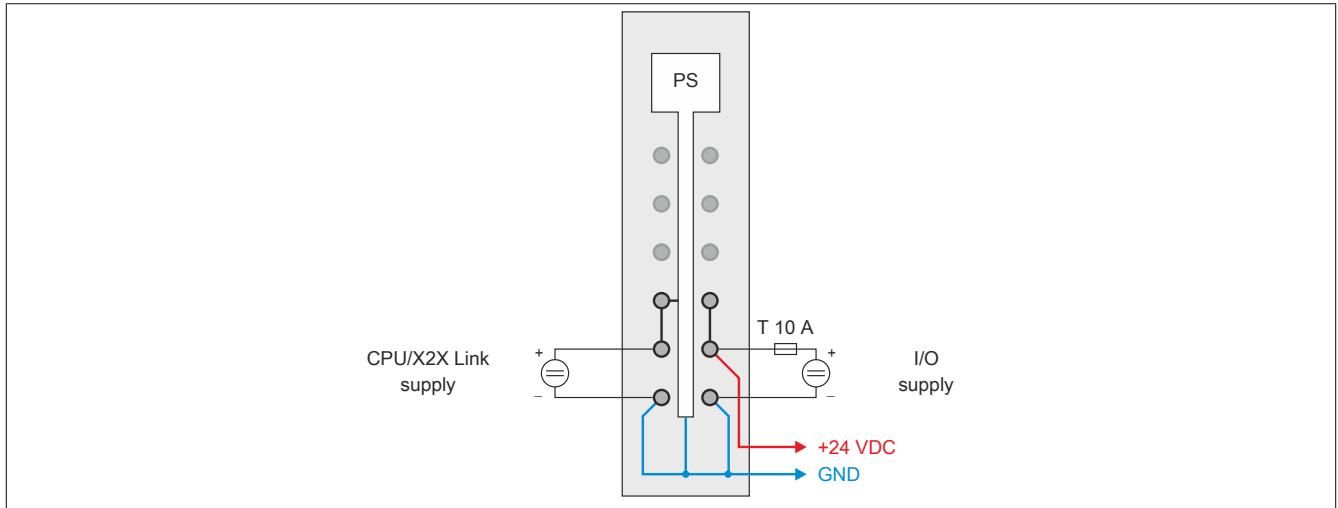 PS
T 10 A
CPU/X2X Link
supply
+
–
+
–
I/O
supply
+24 VDC
GND